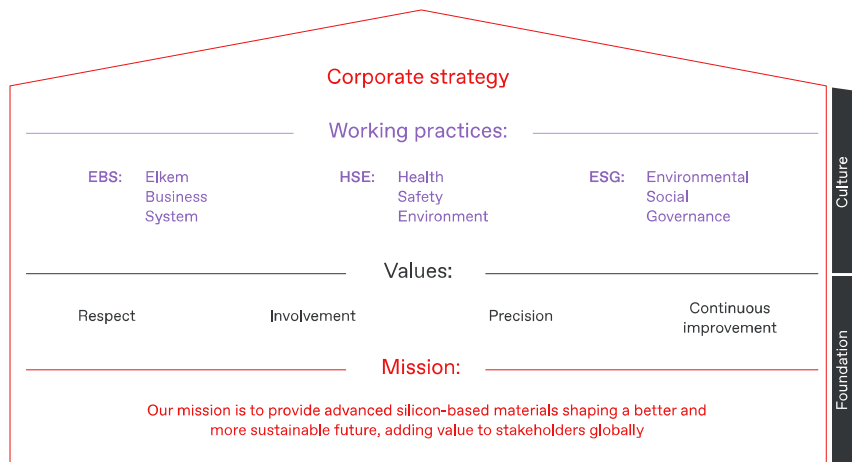 Corporate strategy
Working practices:
EBS: Elkem
Business
System
HSE: Health
Safety
Environment
ESG: Environmental
Social
Governance
Culture
Values:
Respect
Involvement
Precision
Continuous
improvement
Foundation
Mission:
Our mission is to provide advanced silicon-based materials shaping a better and
more sustainable future, adding value to stakeholders globally